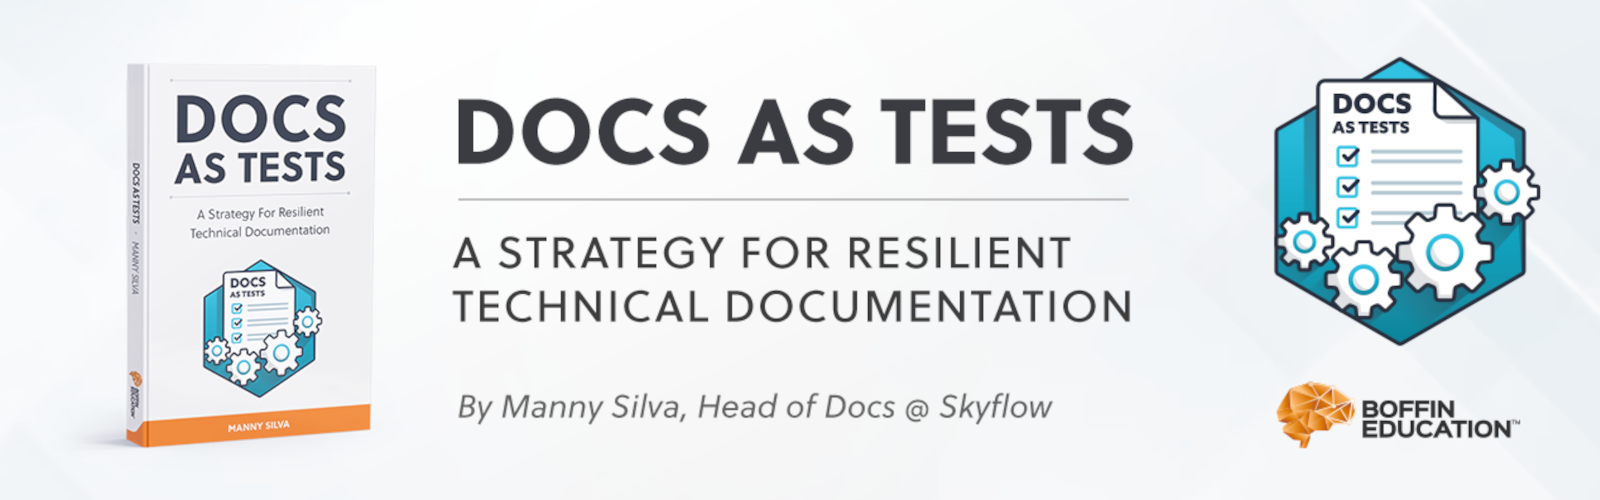 DOCS
AS TESTS
A Strategy For Resilient
Technical Documentation
DOCS
AS TESTS
MANNY SILVA
DOCS AS TESTS · MANNY SILVA
BOFFIN
EDUCATION
DOCS AS TESTS
A STRATEGY FOR RESILIENT
TECHNICAL DOCUMENTATION
By Manny Silva, Head of Docs @ Skyflow
DOCS
AS TESTS
BOFFIN
EDUCATION™